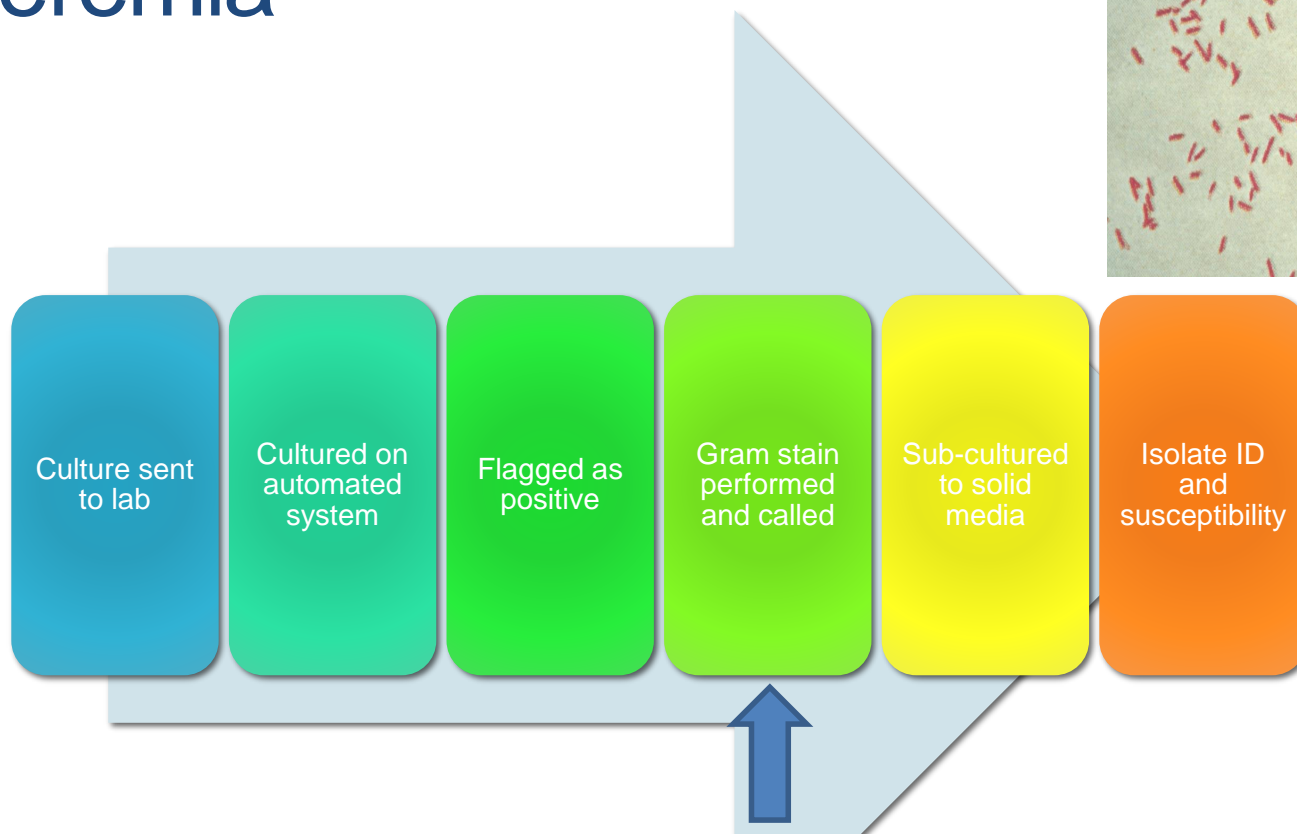 eremia
Culture sent
to lab
Cultured on
automated
system
Flagged as
positive
Gram stain
performed
and called
Sub-cultured
to solid
media
Isolate ID
and
susceptibility